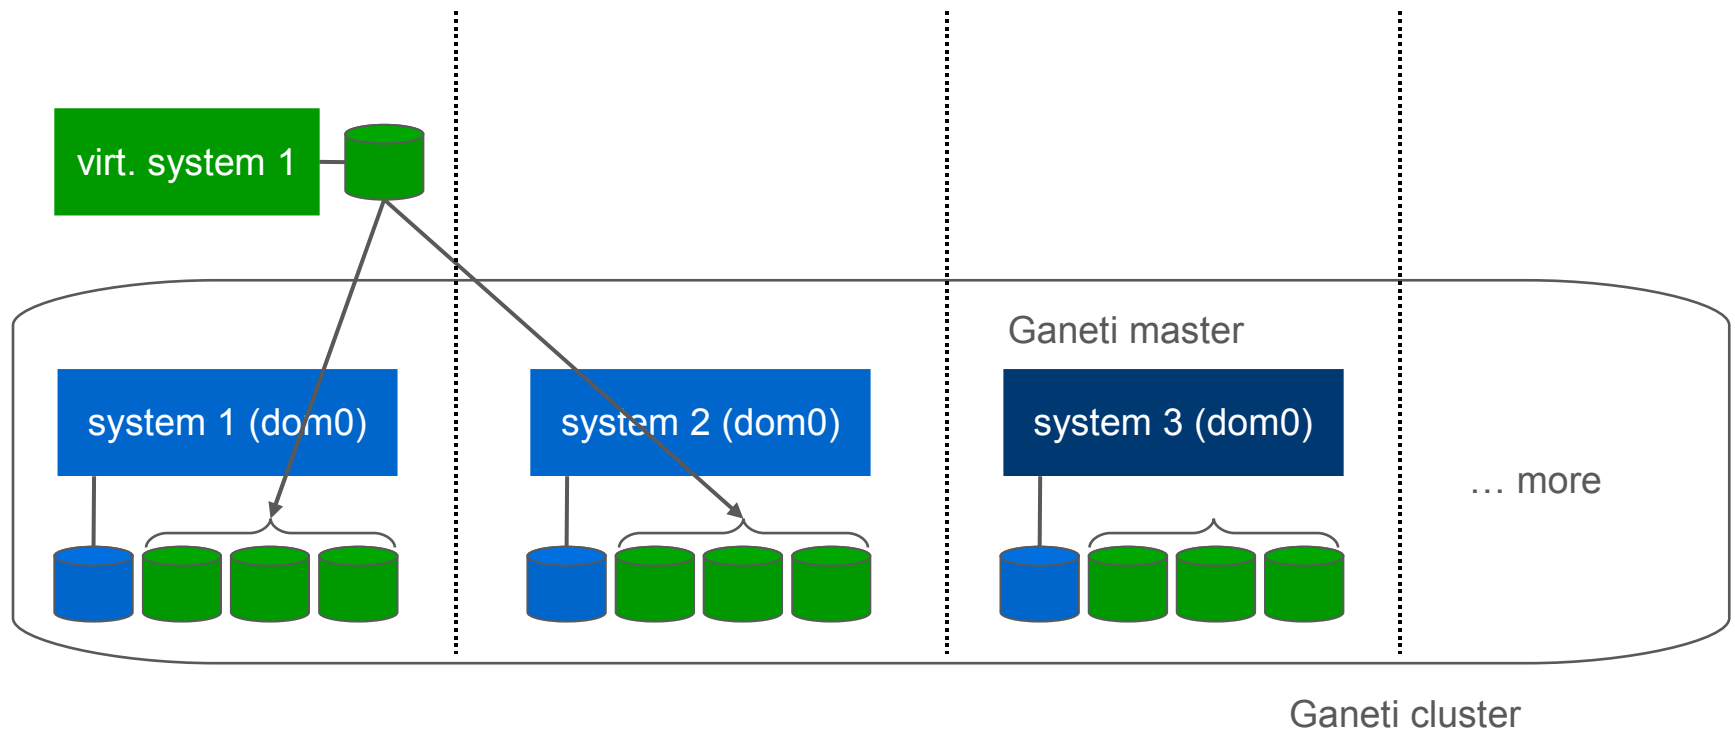 virt. system 1
Ganeti master
system 1 (dom0)
system 2 (dom0)
system 3 (dom0)
… more
Ganeti cluster